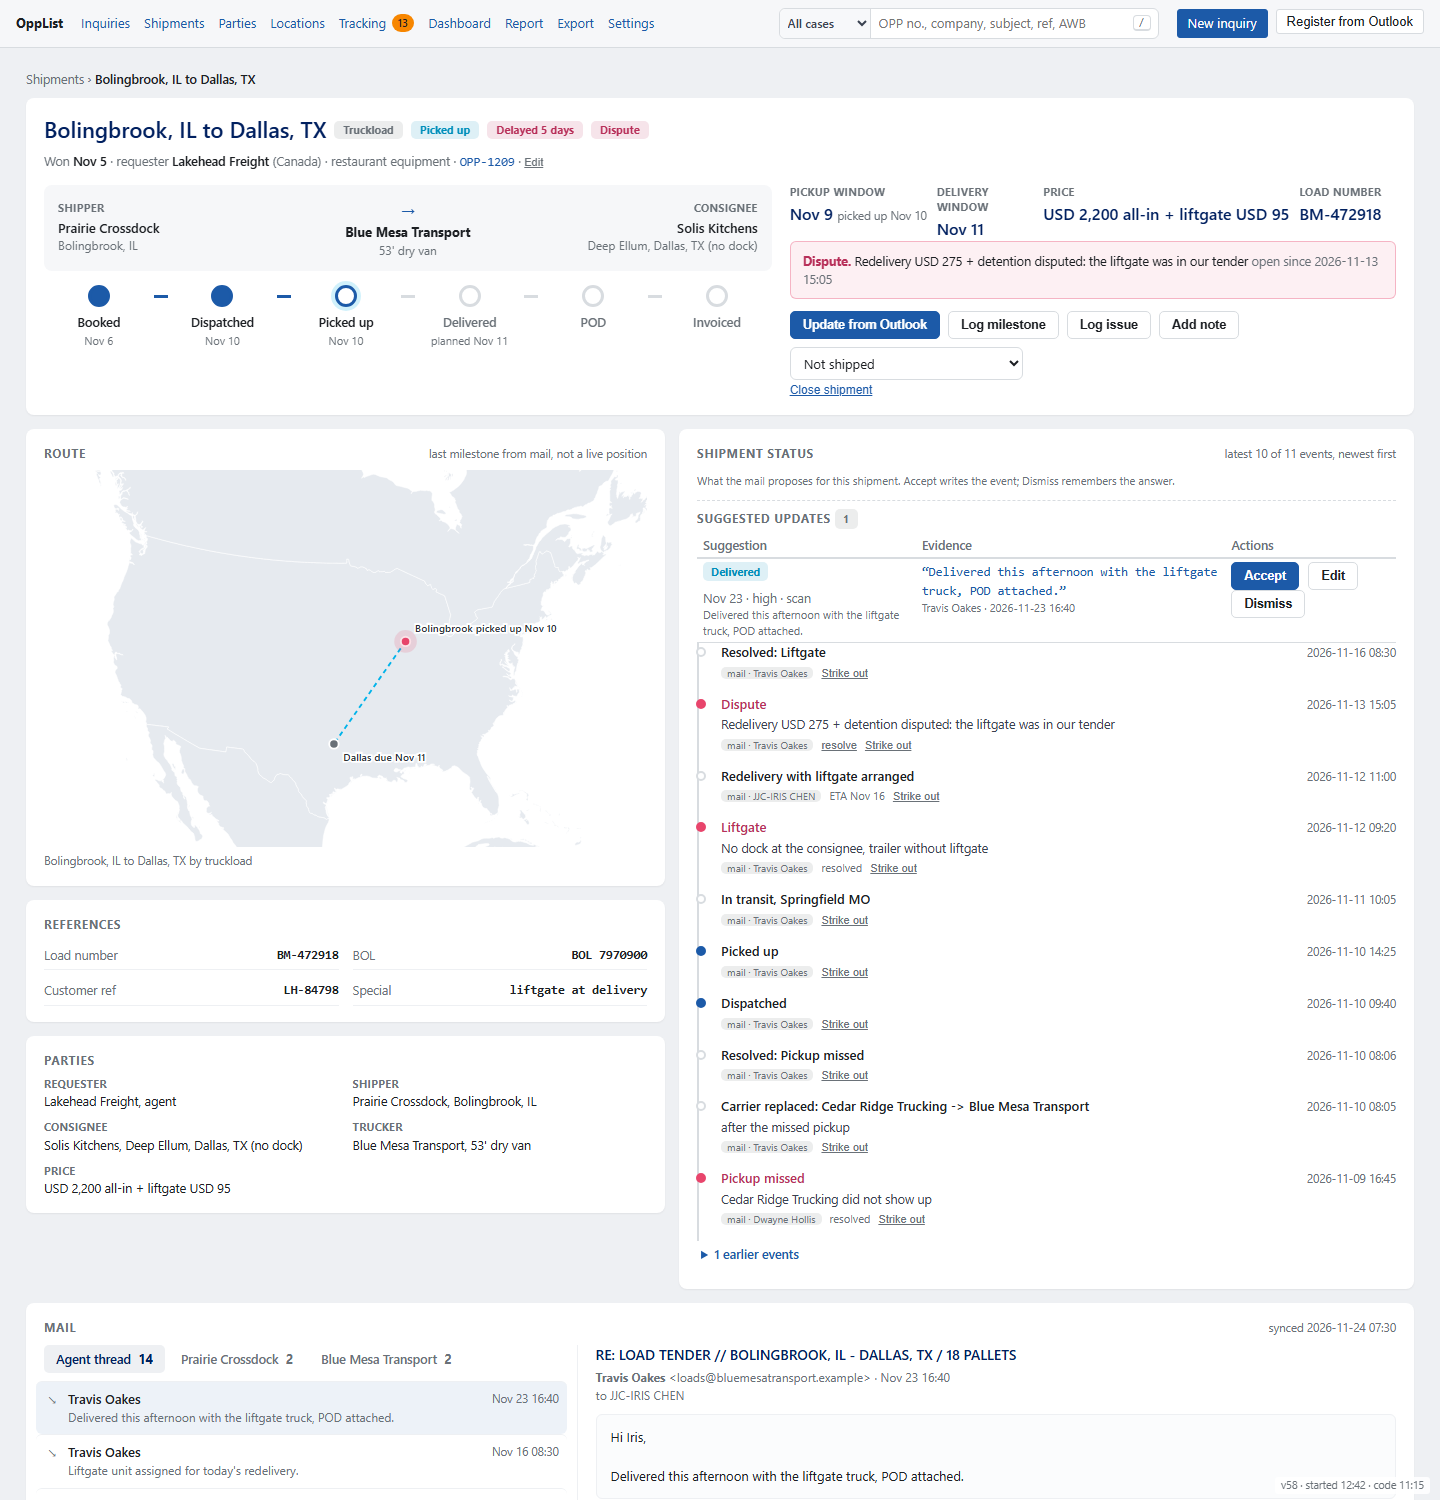 OppList Inquiries Shipments Parties Locations Tracking 13 Dashboard Report Export Settings All cases OPP no., company, subject, ref, AWB / New inquiry Register from Outlook
Shipments › Bolingbrook, IL to Dallas, TX
Bolingbrook, IL to Dallas, TX Truckload Picked up Delayed 5 days Dispute
Won Nov 5 · requester Lakehead Freight (Canada) · restaurant equipment · OPP-1209 · Edit
SHIPPER
Prairie Crossdock
Bolingbrook, IL
→
Blue Mesa Transport
53' dry van
CONSIGNEE
Solis Kitchens
Deep Ellum, Dallas, TX (no dock)
Booked
Nov 6
Dispatched
Nov 10
Picked up
Nov 10
Delivered
planned Nov 11
POD
Invoiced
PICKUP WINDOW
Nov 9 picked up Nov 10
DELIVERY
WINDOW
Nov 11
PRICE
USD 2,200 all-in + liftgate USD 95
LOAD NUMBER
BM-472918
Dispute. Redelivery USD 275 + detention disputed: the liftgate was in our tender open since 2026-11-13
15:05
Update from Outlook Log milestone Log issue Add note
Not shipped
Close shipment
ROUTE last milestone from mail, not a live position
Bolingbrook picked up Nov 10
Dallas due Nov 11
Bolingbrook, IL to Dallas, TX by truckload
REFERENCES
Load number BM-472918 BOL BOL 7970900
Customer ref LH-84798 Special liftgate at delivery
PARTIES
REQUESTER
Lakehead Freight, agent
SHIPPER
Prairie Crossdock, Bolingbrook, IL
CONSIGNEE
Solis Kitchens, Deep Ellum, Dallas, TX (no dock)
TRUCKER
Blue Mesa Transport, 53' dry van
PRICE
USD 2,200 all-in + liftgate USD 95
SHIPMENT STATUS latest 10 of 11 events, newest first
What the mail proposes for this shipment. Accept writes the event; Dismiss remembers the answer.
SUGGESTED UPDATES 1
Suggestion Evidence Actions
Delivered
Nov 23 · high · scan
Delivered this afternoon with the liftgate
truck, POD attached.
“Delivered this afternoon with the liftgate
truck, POD attached.”
Travis Oakes · 2026-11-23 16:40
Accept Edit
Dismiss
Resolved: Liftgate 2026-11-16 08:30
mail · Travis Oakes Strike out
Dispute 2026-11-13 15:05
Redelivery USD 275 + detention disputed: the liftgate was in our tender
mail · Travis Oakes resolve Strike out
Redelivery with liftgate arranged 2026-11-12 11:00
mail · JJC-IRIS CHEN ETA Nov 16 Strike out
Liftgate 2026-11-12 09:20
No dock at the consignee, trailer without liftgate
mail · Travis Oakes resolved Strike out
In transit, Springfield MO 2026-11-11 10:05
mail · Travis Oakes Strike out
Picked up 2026-11-10 14:25
mail · Travis Oakes Strike out
Dispatched 2026-11-10 09:40
mail · Travis Oakes Strike out
Resolved: Pickup missed 2026-11-10 08:06
mail · Travis Oakes Strike out
Carrier replaced: Cedar Ridge Trucking -> Blue Mesa Transport 2026-11-10 08:05
after the missed pickup
mail · Travis Oakes Strike out
Pickup missed 2026-11-09 16:45
Cedar Ridge Trucking did not show up
mail · Dwayne Hollis resolved Strike out
▶ 1 earlier events
MAIL synced 2026-11-24 07:30
Agent thread 14 Prairie Crossdock 2 Blue Mesa Transport 2
Travis Oakes Nov 23 16:40
Delivered this afternoon with the liftgate truck, POD attached.
Travis Oakes Nov 16 08:30
Liftgate unit assigned for today's redelivery.
RE: LOAD TENDER // BOLINGBROOK, IL - DALLAS, TX / 18 PALLETS
Travis Oakes <loads@bluemesatransport.example> · Nov 23 16:40
to JJC-IRIS CHEN
Hi Iris,
Delivered this afternoon with the liftgate truck, POD attached.
v58 · started 12:42 · code 11:15